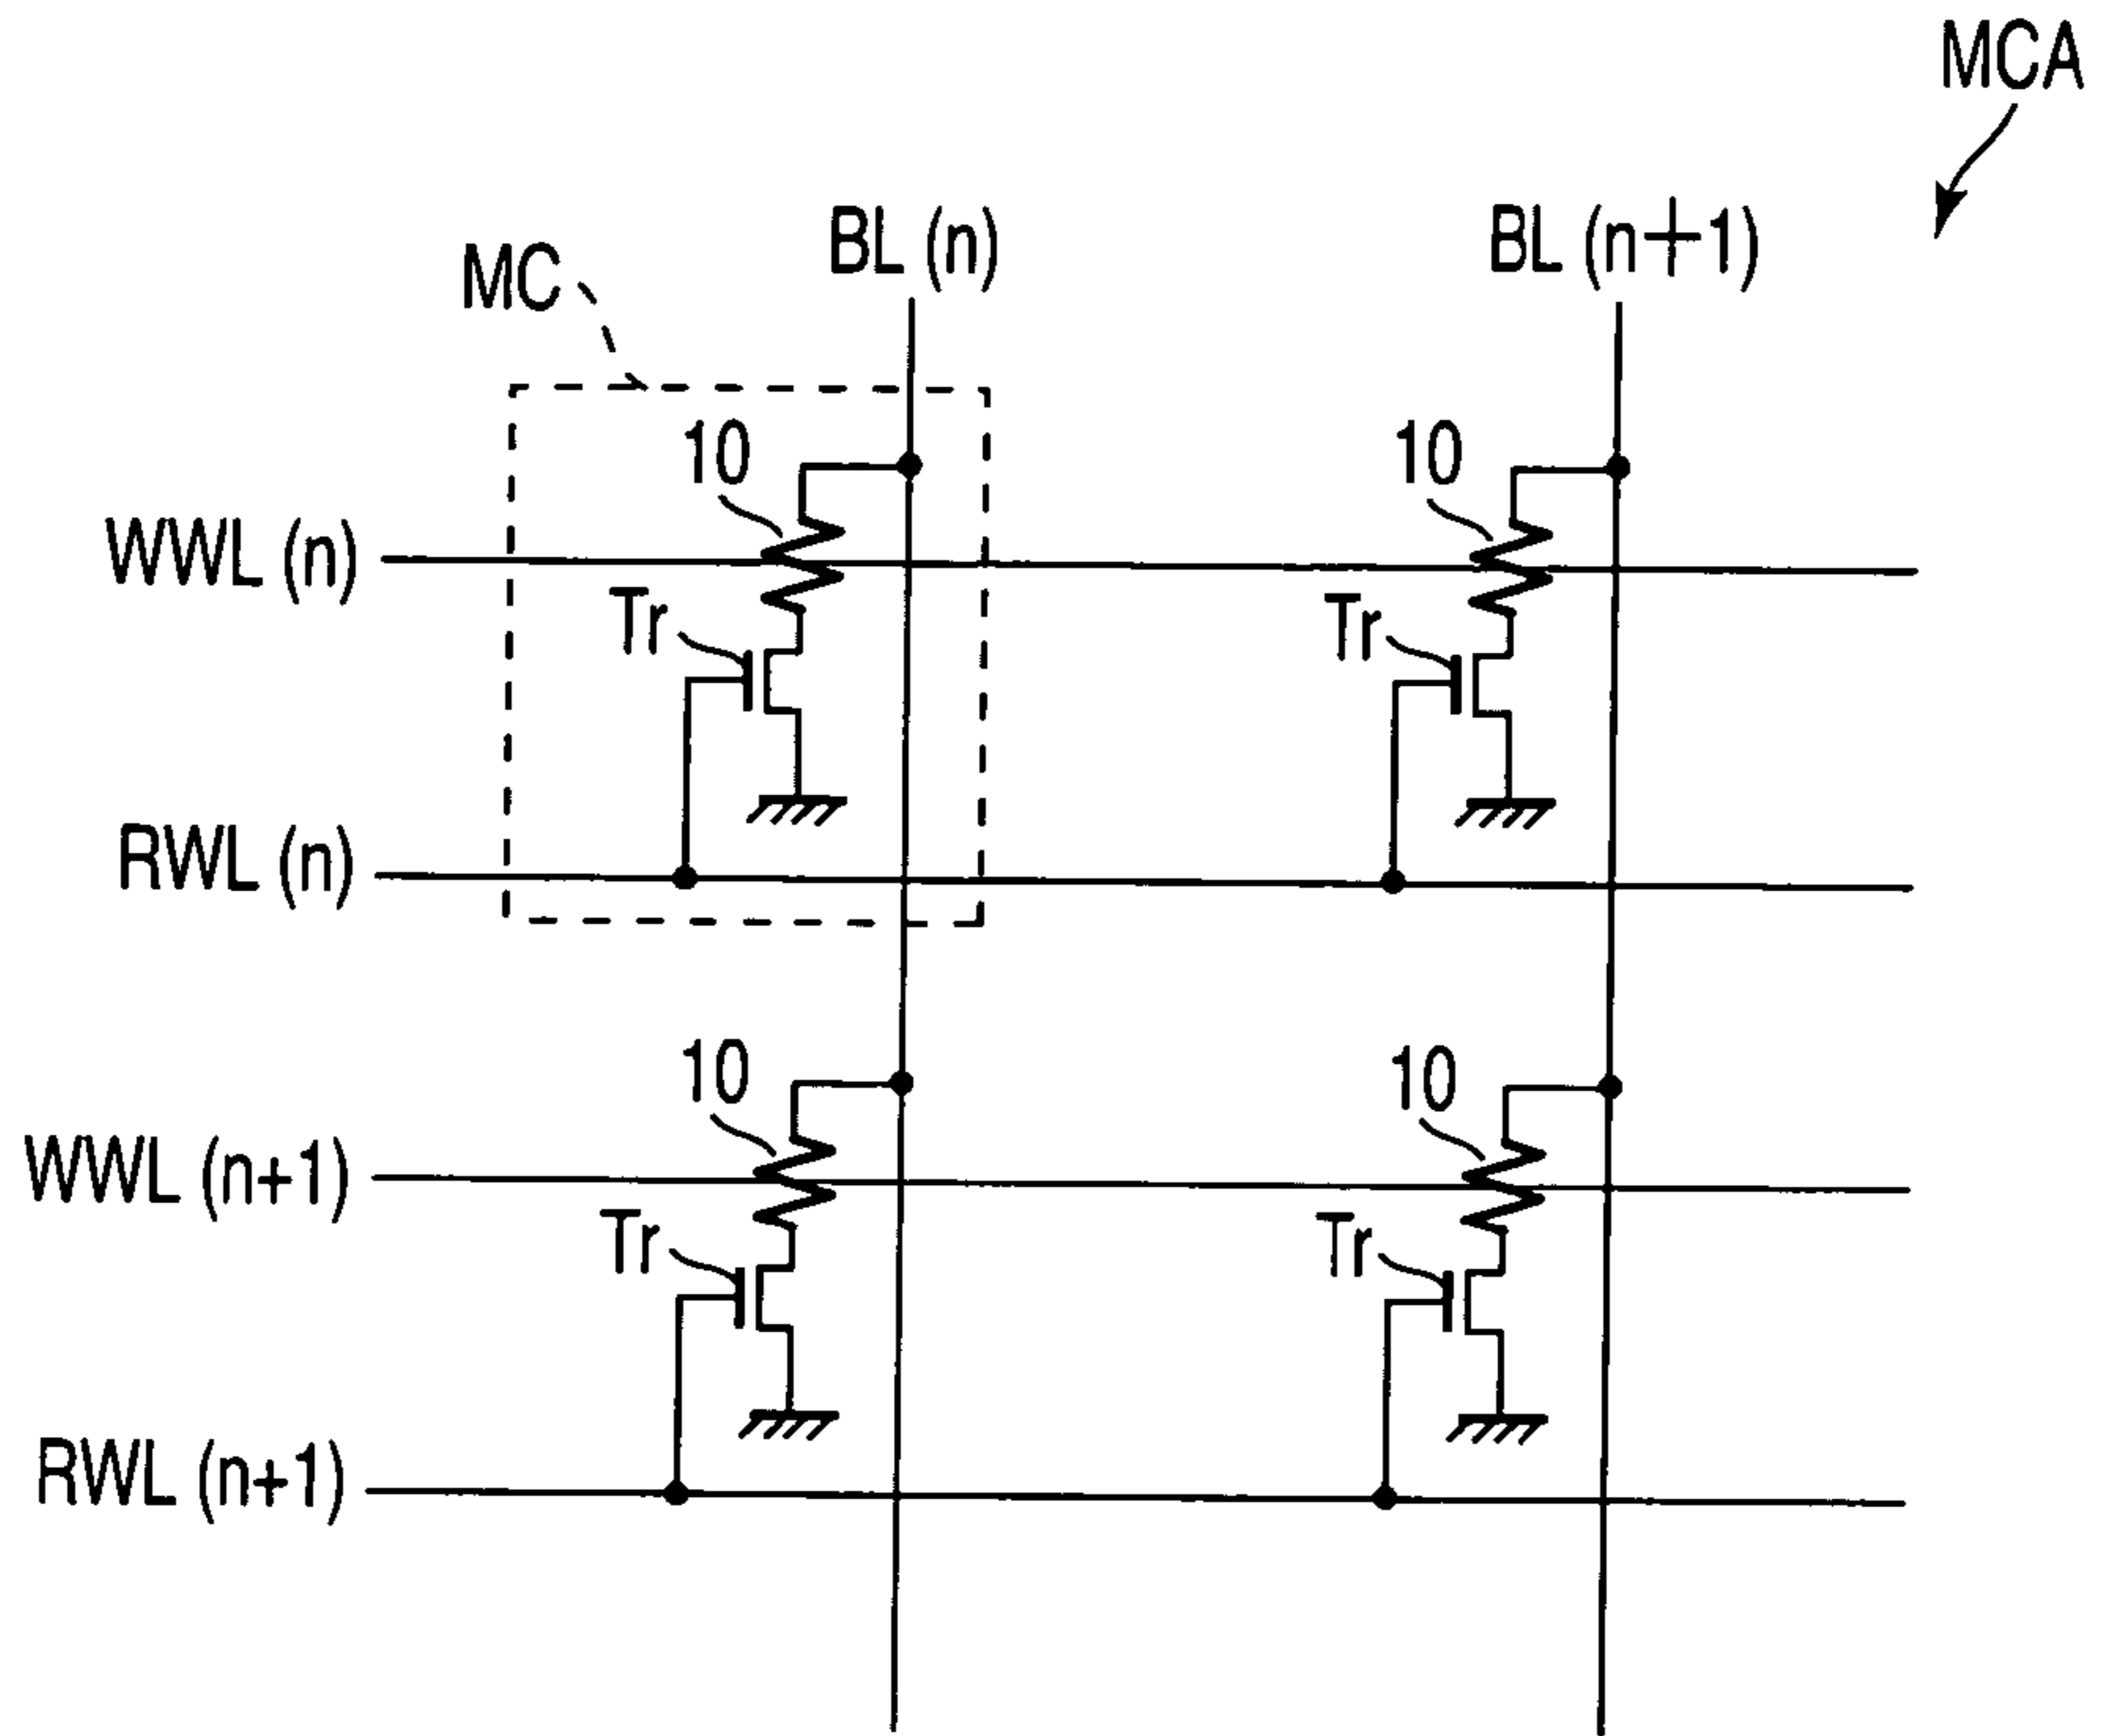 MCA
BL (n)
BL (n+1)
MC
10
10
WWL (n)
Tr
Tr
RWL (n)
10
10
WWL (n+1)
Tr
Tr
RWL (n+1)